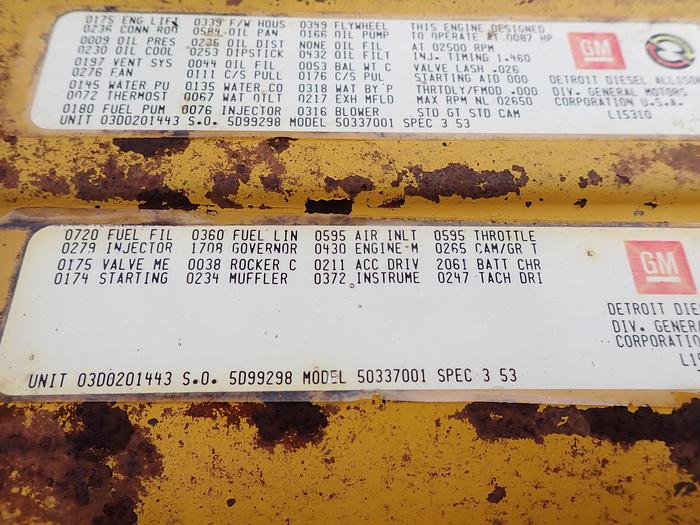 0175 ENG LIFT 0339 F/W HOUS 0349 FLYWHEEL THIS ENGINE DESIGNED
0236 CONN ROD 0584 OIL PAN 0166 OIL PUMP TO OPERATE AT 0087 HP
0009 OIL PRES 0236 OIL DIST NONE OIL FIL AT 02500 RPM
0230 OIL COOL 0253 DIPSTICK 0432 OIL FILT INJ. TIMING 1.460
0197 VENT SYS 0044 OIL FIL 0053 BAL WT C VALVE LASH .026
0276 FAN 0111 C/S PULL 0176 C/S PUL STARTING AID 000
0145 WATER PU 0135 WATER CO 0318 WAT BY'P THRTDLY/FMOD .000
0072 THERMOST 0067 WAT OTLT 0217 EXH MFLD MAX RPM NL 02650
0180 FUEL PUM 0076 INJECTOR 0316 BLOWER STD GT STD CAM
UNIT 03D0201443 S.O. 5D99298 MODEL 50337001 SPEC 3 53
GM
DETROIT DIESEL ALLISO
DIV. GENERAL MOTORS
CORPORATION U.S.A.
L15310
0720 FUEL FIL 0360 FUEL LIN 0595 AIR INLT 0595 THROTTLE
0279 INJECTOR 1708 GOVERNOR 0430 ENGINE-M 0265 CAM/GR T
0175 VALVE ME 0038 ROCKER C 0211 ACC DRIV 2061 BATT CHR
0174 STARTING 0234 MUFFLER 0372 INSTRUME 0247 TACH DRI
GM
DETROIT DIE
DIV. GENER
CORPORATIO
L15
UNIT 03D0201443 S.O. 5D99298 MODEL 50337001 SPEC 3 53